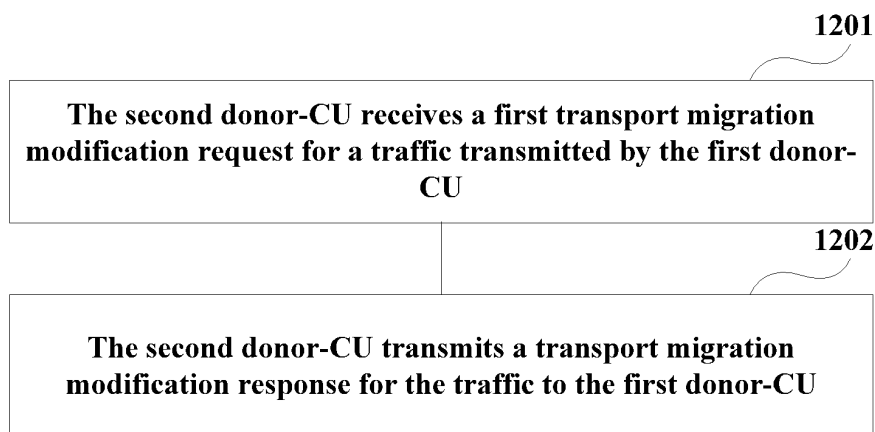 1201
The second donor-CU receives a first transport migration
modification request for a traffic transmitted by the first donor-
CU
1202
The second donor-CU transmits a transport migration
modification response for the traffic to the first donor-CU